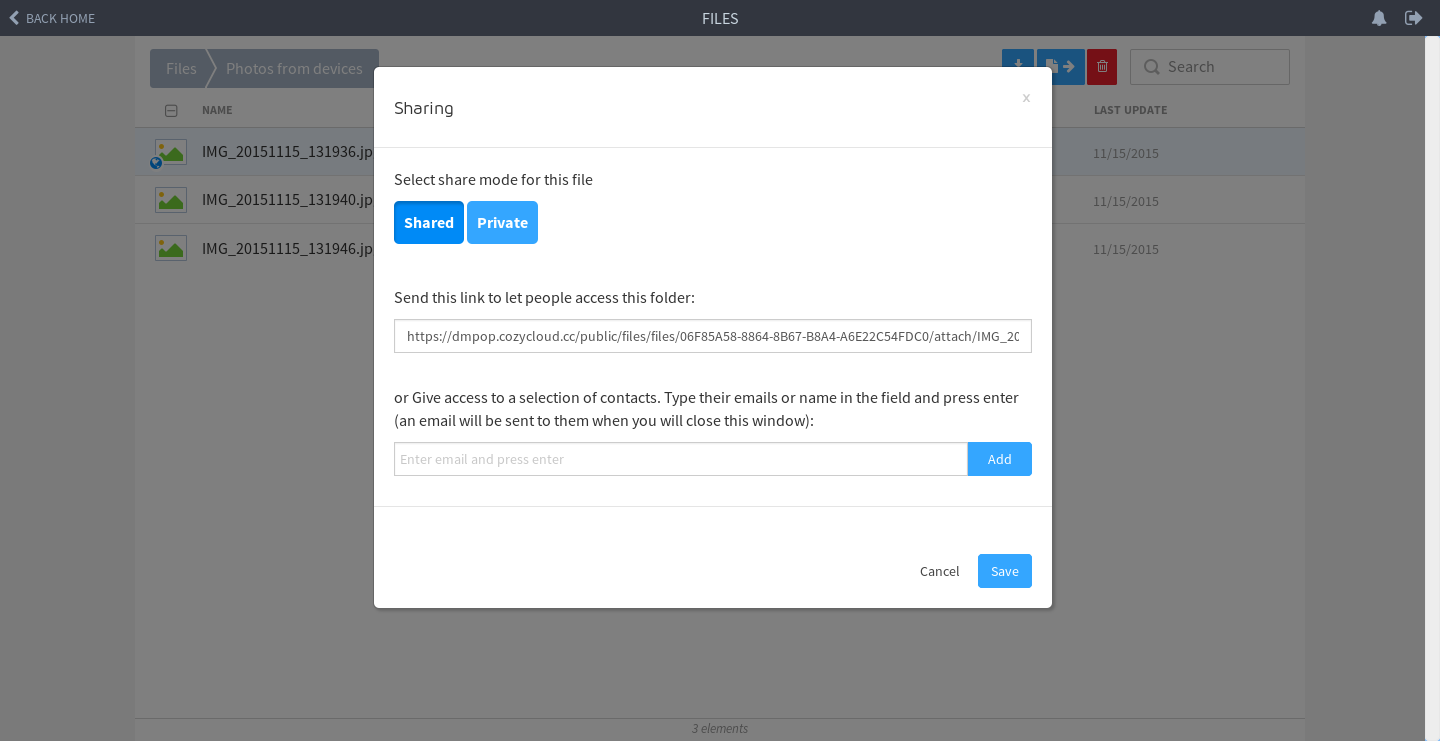 BACK HOME
FILES
Files
Photos from devices
Search
NAME
LAST UPDATE
IMG_20151115_131936.jp
11/15/2015
IMG_20151115_131940.jp
11/15/2015
IMG_20151115_131946.jp
11/15/2015
Sharing
x
Select share mode for this file
Shared
Private
Send this link to let people access this folder:
https://dmpop.cozycloud.cc/public/files/files/06F85A58-8864-8B67-B8A4-A6E22C54FDC0/attach/IMG_20
or Give access to a selection of contacts. Type their emails or name in the field and press enter
(an email will be sent to them when you will close this window):
Enter email and press enter
Add
Cancel
Save
3 elements